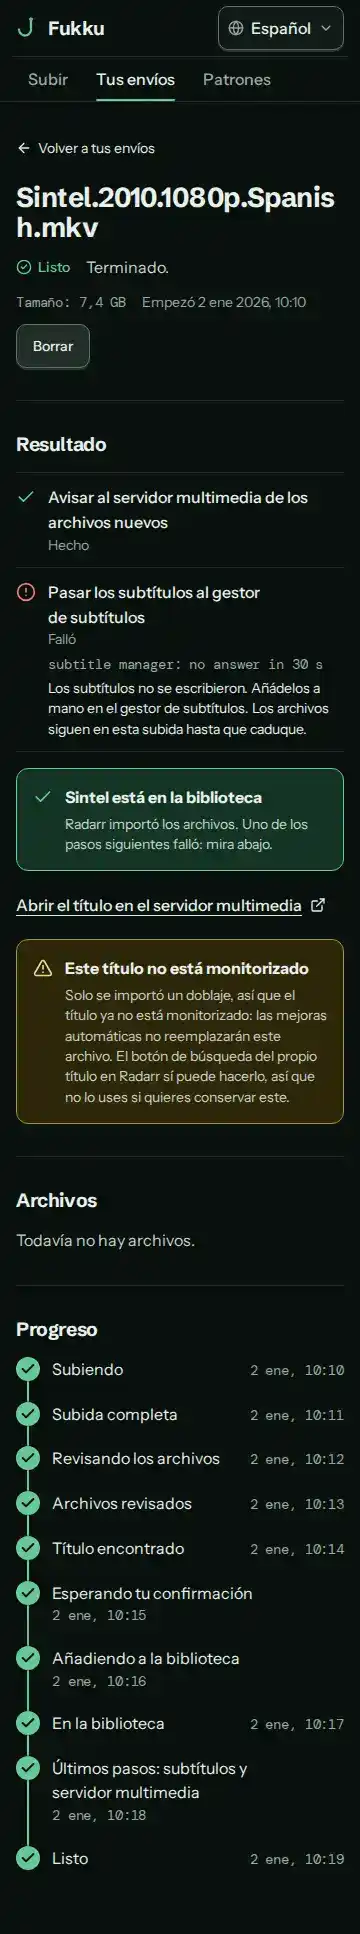 Fukku
Español
Subir
Tus envíos
Patrones
Volver a tus envíos
Sintel.2010.1080p.Spanis
h.mkv
Listo
Terminado.
Tamaño: 7,4 GB
Empezó 2 ene 2026, 10:10
Borrar
Resultado
Avisar al servidor multimedia de los
archivos nuevos
Hecho
Pasar los subtítulos al gestor
de subtítulos
Falló
subtitle manager: no answer in 30 s
Los subtítulos no se escribieron. Añádelos a
mano en el gestor de subtítulos. Los archivos
siguen en esta subida hasta que caduque.
Sintel está en la biblioteca
Radarr importó los archivos. Uno de los
pasos siguientes falló: mira abajo.
Abrir el título en el servidor multimedia
Este título no está monitorizado
Solo se importó un doblaje, así que el
título ya no está monitorizado: las mejoras
automáticas no reemplazarán este
archivo. El botón de búsqueda del propio
título en Radarr sí puede hacerlo, así que
no lo uses si quieres conservar este.
Archivos
Todavía no hay archivos.
Progreso
Subiendo 2 ene, 10:10
Subida completa 2 ene, 10:11
Revisando los archivos 2 ene, 10:12
Archivos revisados 2 ene, 10:13
Título encontrado 2 ene, 10:14
Esperando tu confirmación
2 ene, 10:15
Añadiendo a la biblioteca
2 ene, 10:16
En la biblioteca 2 ene, 10:17
Últimos pasos: subtítulos y
servidor multimedia
2 ene, 10:18
Listo 2 ene, 10:19